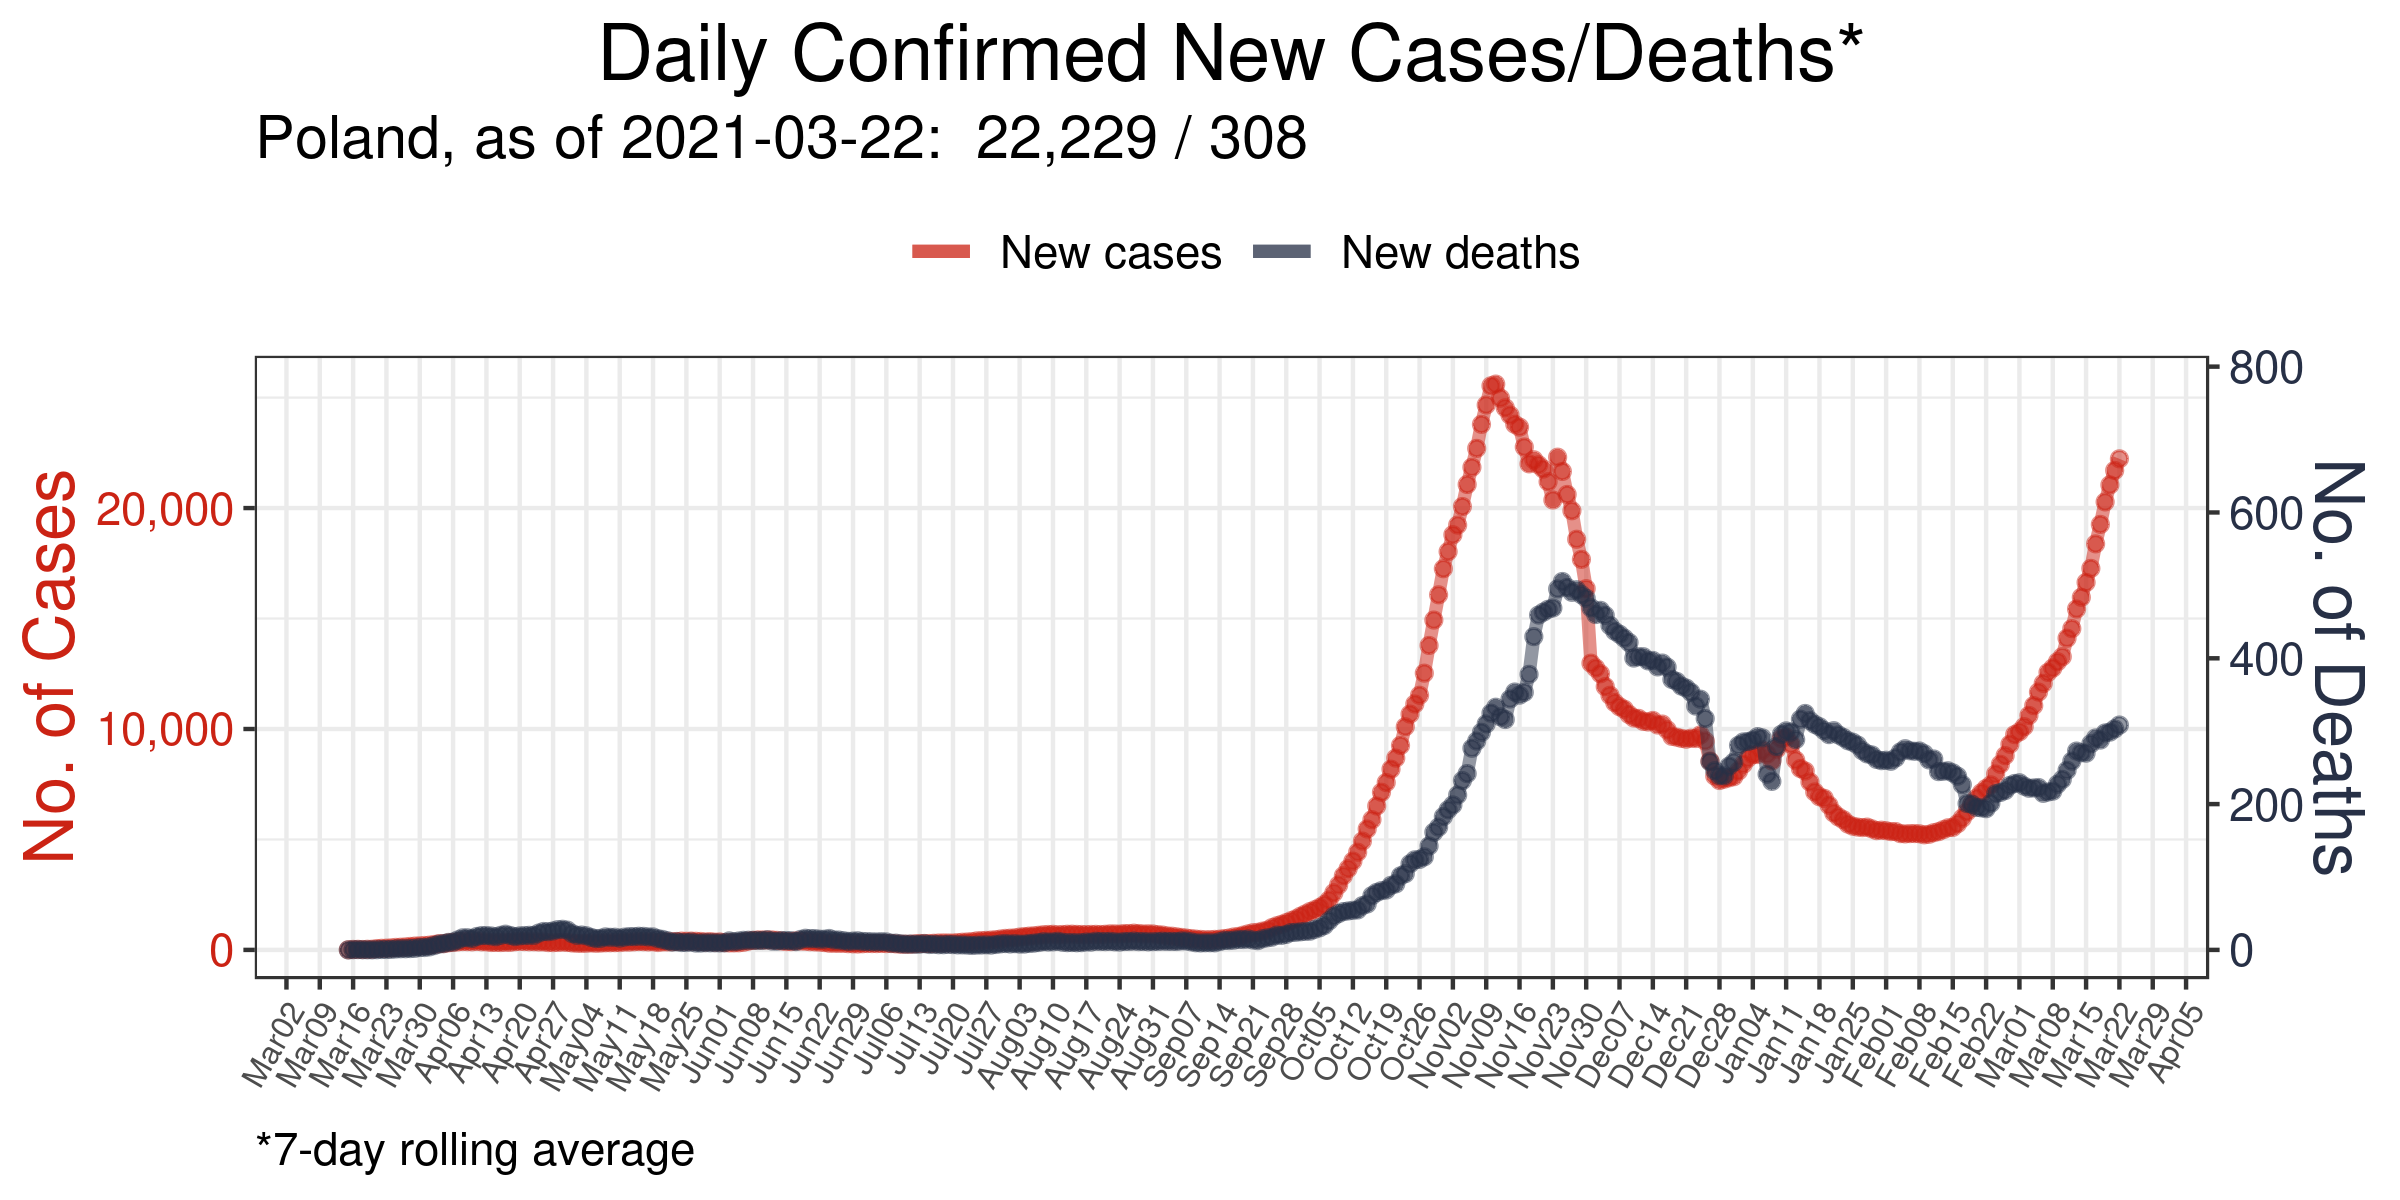 Daily Confirmed New Cases/Deaths*
Poland, as of 2021-03-22:  22,229 / 308
New cases
New deaths
No. of Cases
20,000
10,000
0
800
600
400
200
0
No. of Deaths
Mar02
Mar09
Mar16
Mar23
Mar30
Apr06
Apr13
Apr20
Apr27
May04
May11
May18
May25
Jun01
Jun08
Jun15
Jun22
Jun29
Jul06
Jul13
Jul20
Jul27
Aug03
Aug10
Aug17
Aug24
Aug31
Sep07
Sep14
Sep21
Sep28
Oct05
Oct12
Oct19
Oct26
Nov02
Nov09
Nov16
Nov23
Nov30
Dec07
Dec14
Dec21
Dec28
Jan04
Jan11
Jan18
Jan25
Feb01
Feb08
Feb15
Feb22
Mar01
Mar08
Mar15
Mar22
Mar29
Apr05
*7-day rolling average